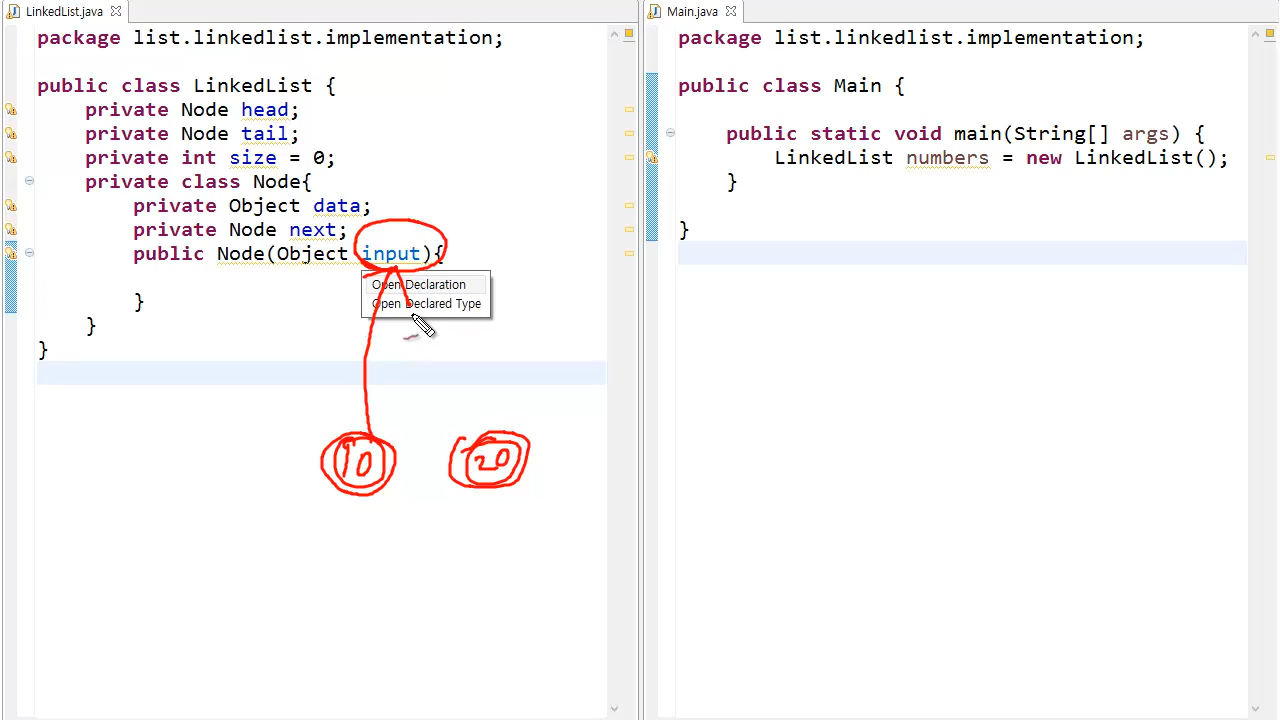 LinkedList.java
package list.linkedlist.implementation;
public class LinkedList {
private Node head;
private Node tail;
private int size = 0;
private class Node{
private Object data;
private Node next;
public Node(Object input){
Open Declaration
Open Declared Type
}
}
}
10
20
Main.java
package list.linkedlist.implementation;
public class Main {
public static void main(String[] args) {
LinkedList numbers = new LinkedList();
}
}